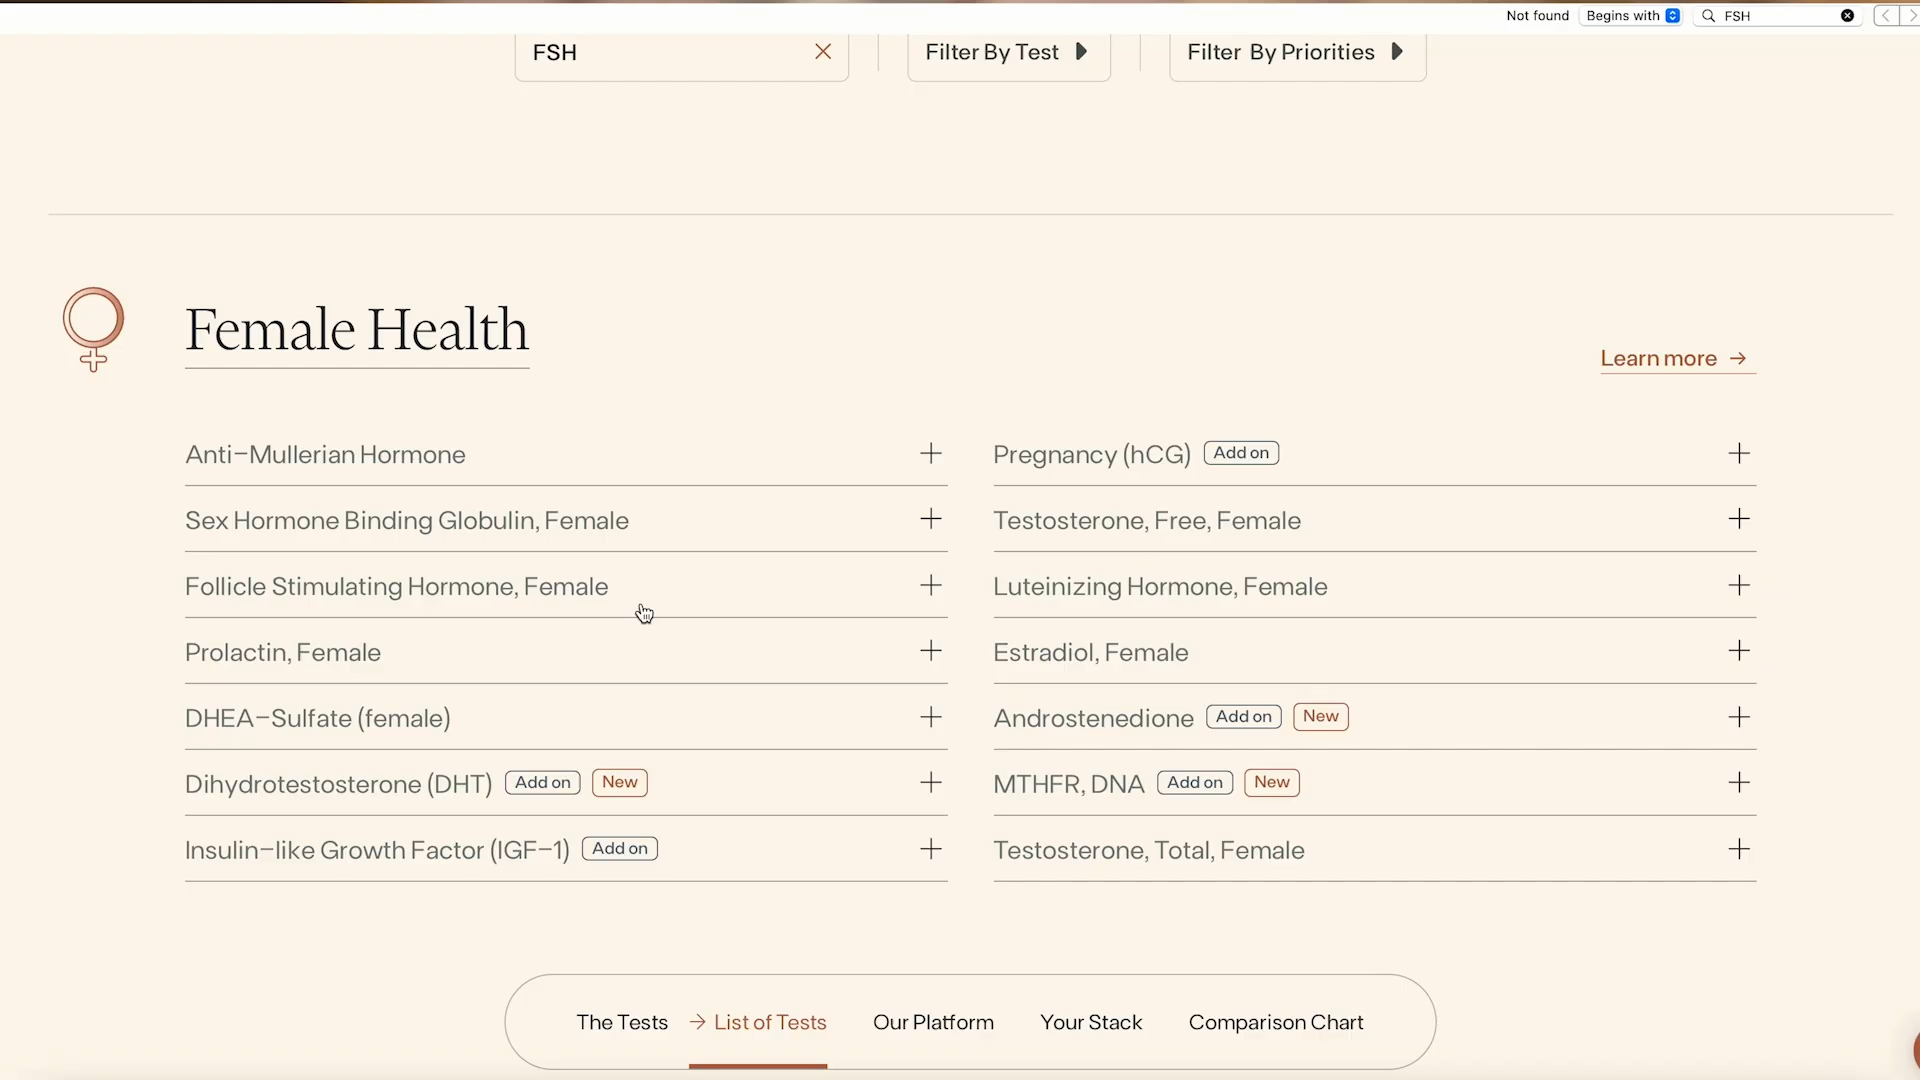 Not found Begins with FSH
FSH Filter By Test Filter By Priorities
Female Health
Learn more →
Anti-Mullerian Hormone
Pregnancy (hCG) Add on
Sex Hormone Binding Globulin, Female
Testosterone, Free, Female
Follicle Stimulating Hormone, Female
Luteinizing Hormone, Female
Prolactin, Female
Estradiol, Female
DHEA-Sulfate (female)
Androstenedione Add on New
Dihydrotestosterone (DHT) Add on New
MTHFR, DNA Add on New
Insulin-like Growth Factor (IGF-1) Add on
Testosterone, Total, Female
The Tests → List of Tests Our Platform Your Stack Comparison Chart